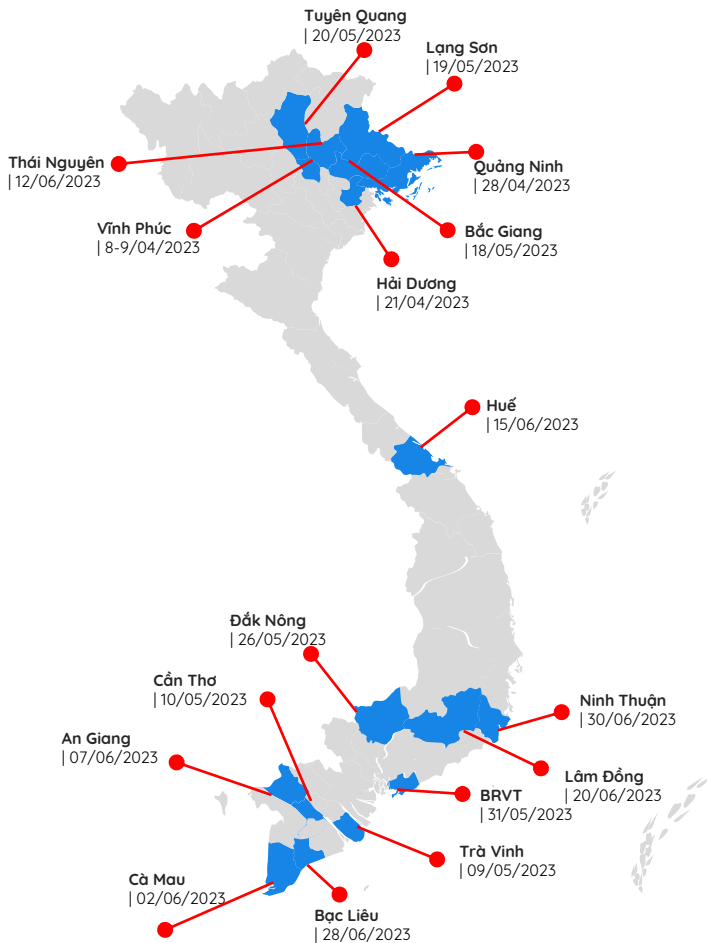 Tuyên Quang
| 20/05/2023
Lạng Sơn
| 19/05/2023
Thái Nguyên
| 12/06/2023
Quảng Ninh
| 28/04/2023
Vĩnh Phúc
| 8-9/04/2023
Bắc Giang
| 18/05/2023
Hải Dương
| 21/04/2023
Huế
| 15/06/2023
Đắk Nông
| 26/05/2023
Cần Thơ
| 10/05/2023
Ninh Thuận
| 30/06/2023
An Giang
| 07/06/2023
Lâm Đồng
| 20/06/2023
BRVT
| 31/05/2023
Trà Vinh
| 09/05/2023
Cà Mau
| 02/06/2023
Bạc Liêu
| 28/06/2023